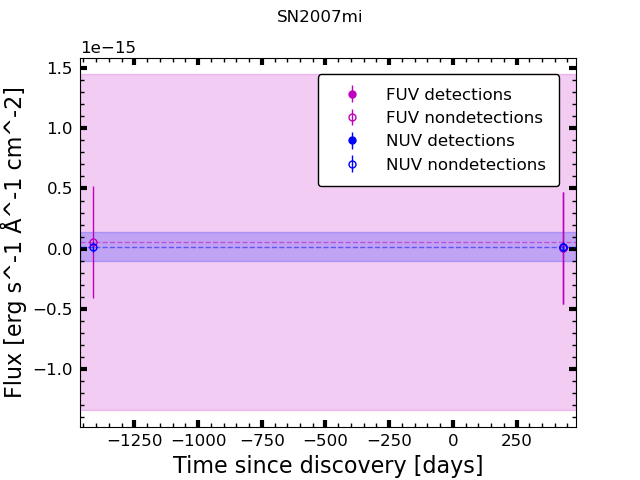 SN2007mi
1e−15
1.5
1.0
0.5
0.0
−0.5
−1.0
Flux [erg s^-1 Å^-1 cm^-2]
FUV detections
FUV nondetections
NUV detections
NUV nondetections
−1250 −1000 −750 −500 −250 0 250
Time since discovery [days]